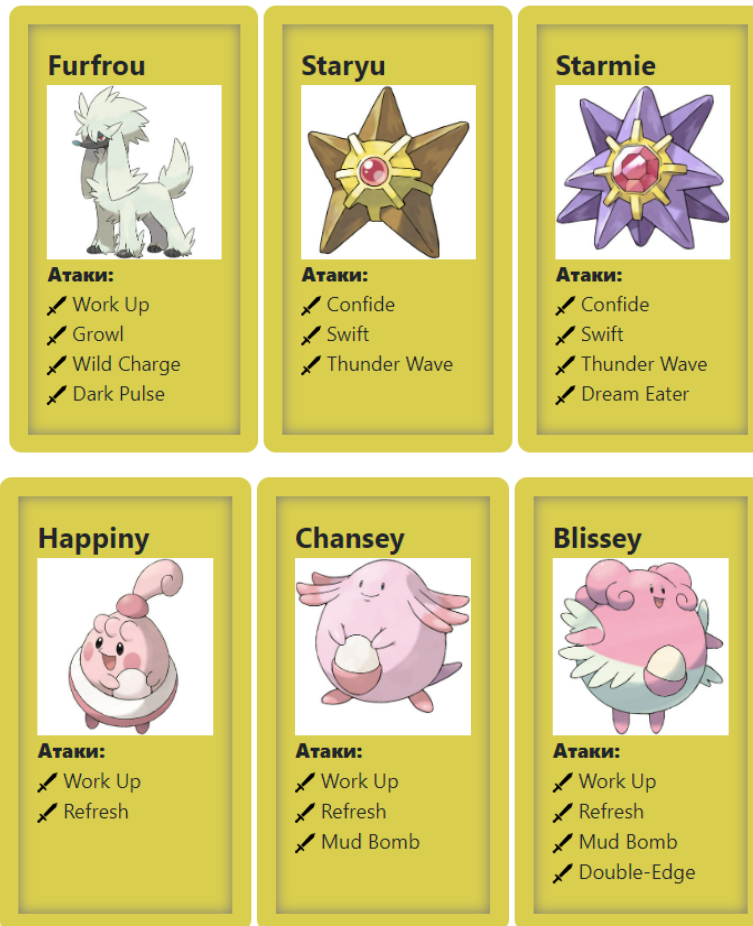 Furfrou
Атаки:
Work Up
Growl
Wild Charge
Dark Pulse
Staryu
Атаки:
Confide
Swift
Thunder Wave
Starmie
Атаки:
Confide
Swift
Thunder Wave
Dream Eater
Happiny
Атаки:
Work Up
Refresh
Chansey
Атаки:
Work Up
Refresh
Mud Bomb
Blissey
Атаки:
Work Up
Refresh
Mud Bomb
Double-Edge